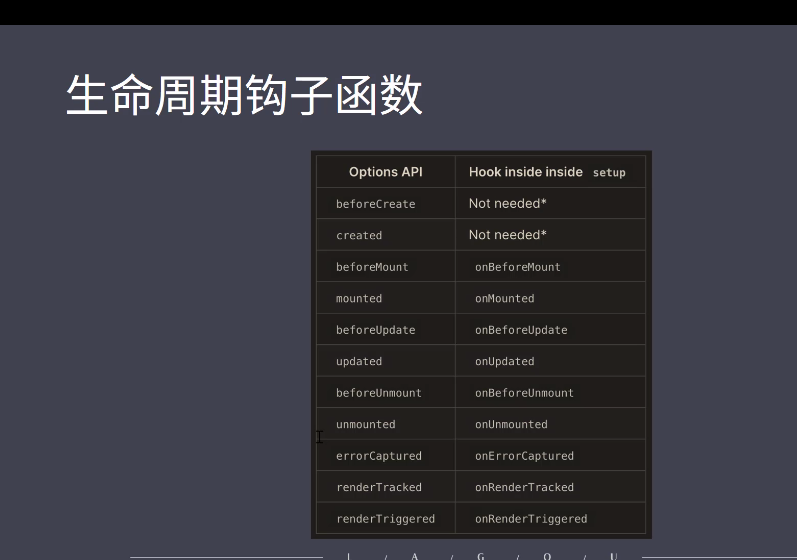 生命周期钩子函数
Options API Hook inside inside setup
beforeCreate Not needed*
created Not needed*
beforeMount onBeforeMount
mounted onMounted
beforeUpdate onBeforeUpdate
updated onUpdated
beforeUnmount onBeforeUnmount
unmounted onUnmounted
errorCaptured onErrorCaptured
renderTracked onRenderTracked
renderTriggered onRenderTriggered
L / A / G / O / U